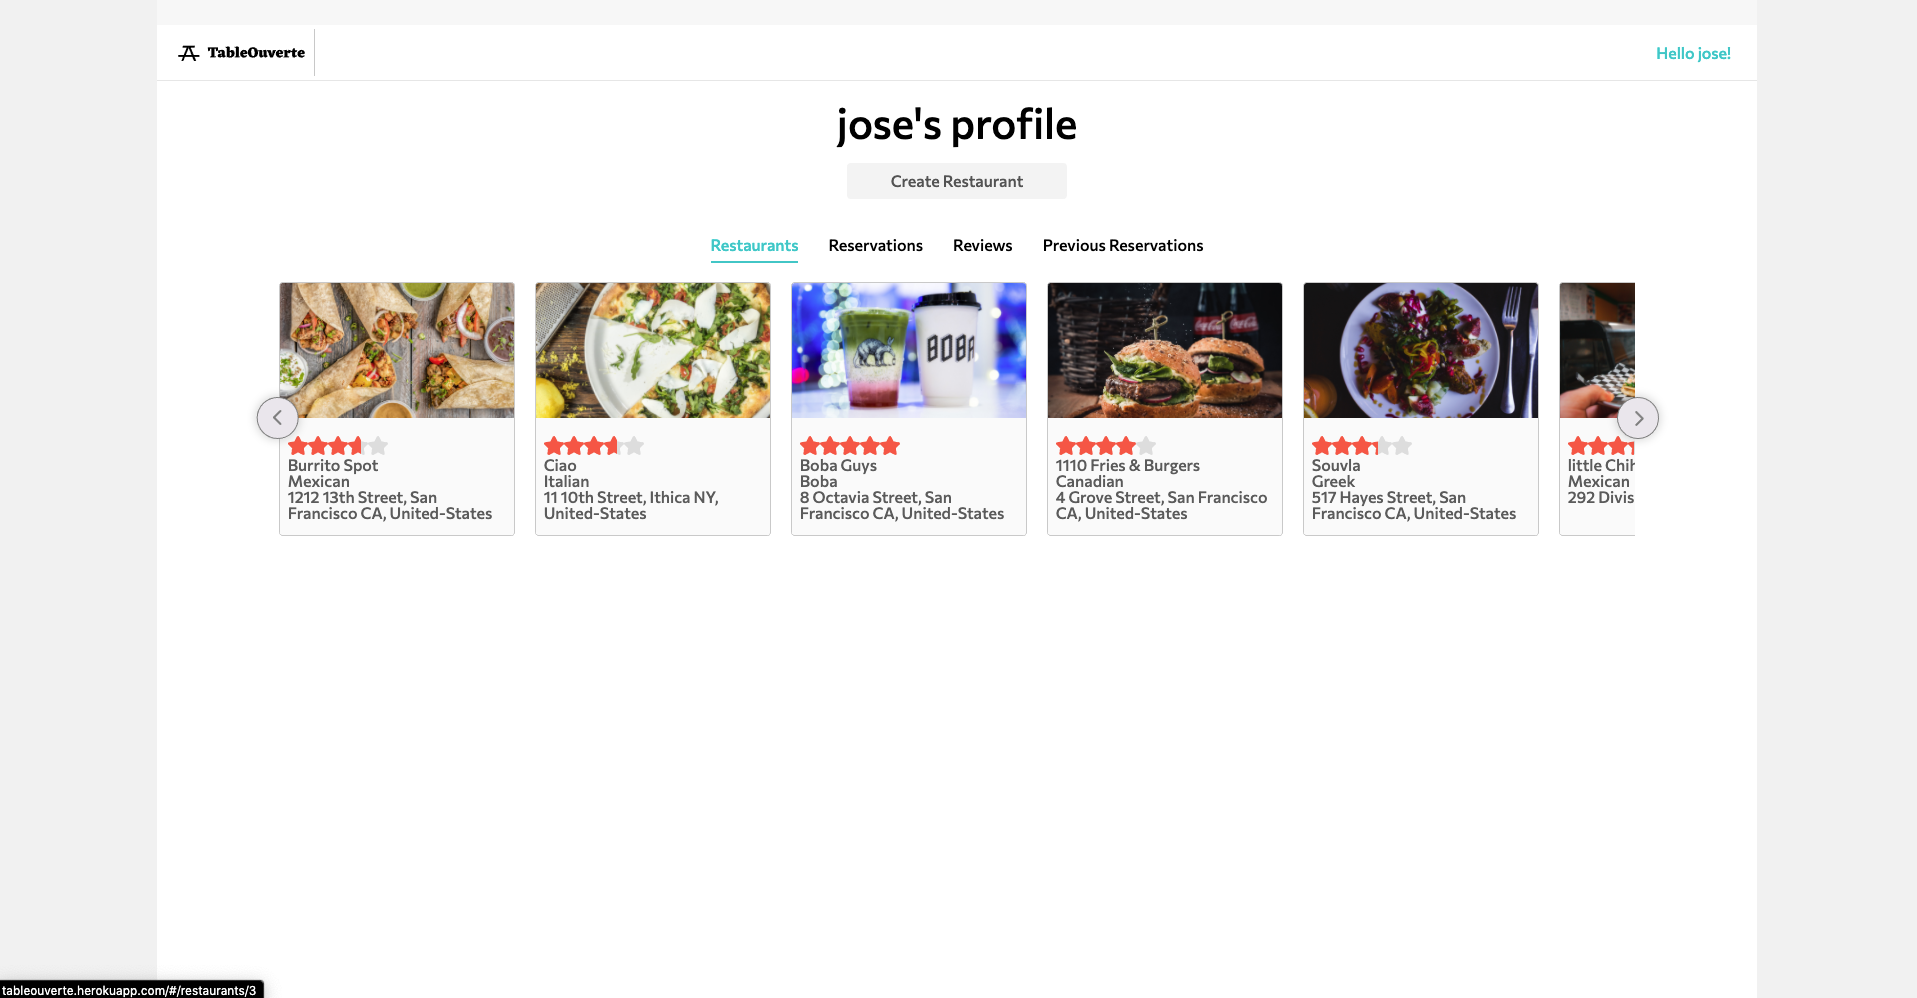 TableOuverte
Hello jose!
jose's profile
Create Restaurant
Restaurants
Reservations
Reviews
Previous Reservations
BOBA
Coca-Cola
Burrito Spot
Mexican
1212 13th Street, San
Francisco CA, United-States
Ciao
Italian
11 10th Street, Ithica NY,
United-States
Boba Guys
Boba
8 Octavia Street, San
Francisco CA, United-States
1110 Fries & Burgers
Canadian
4 Grove Street, San Francisco
CA, United-States
Souvla
Greek
517 Hayes Street, San
Francisco CA, United-States
little Chih
Mexican
292 Divis
tableouverte.herokuapp.com/#/restaurants/3